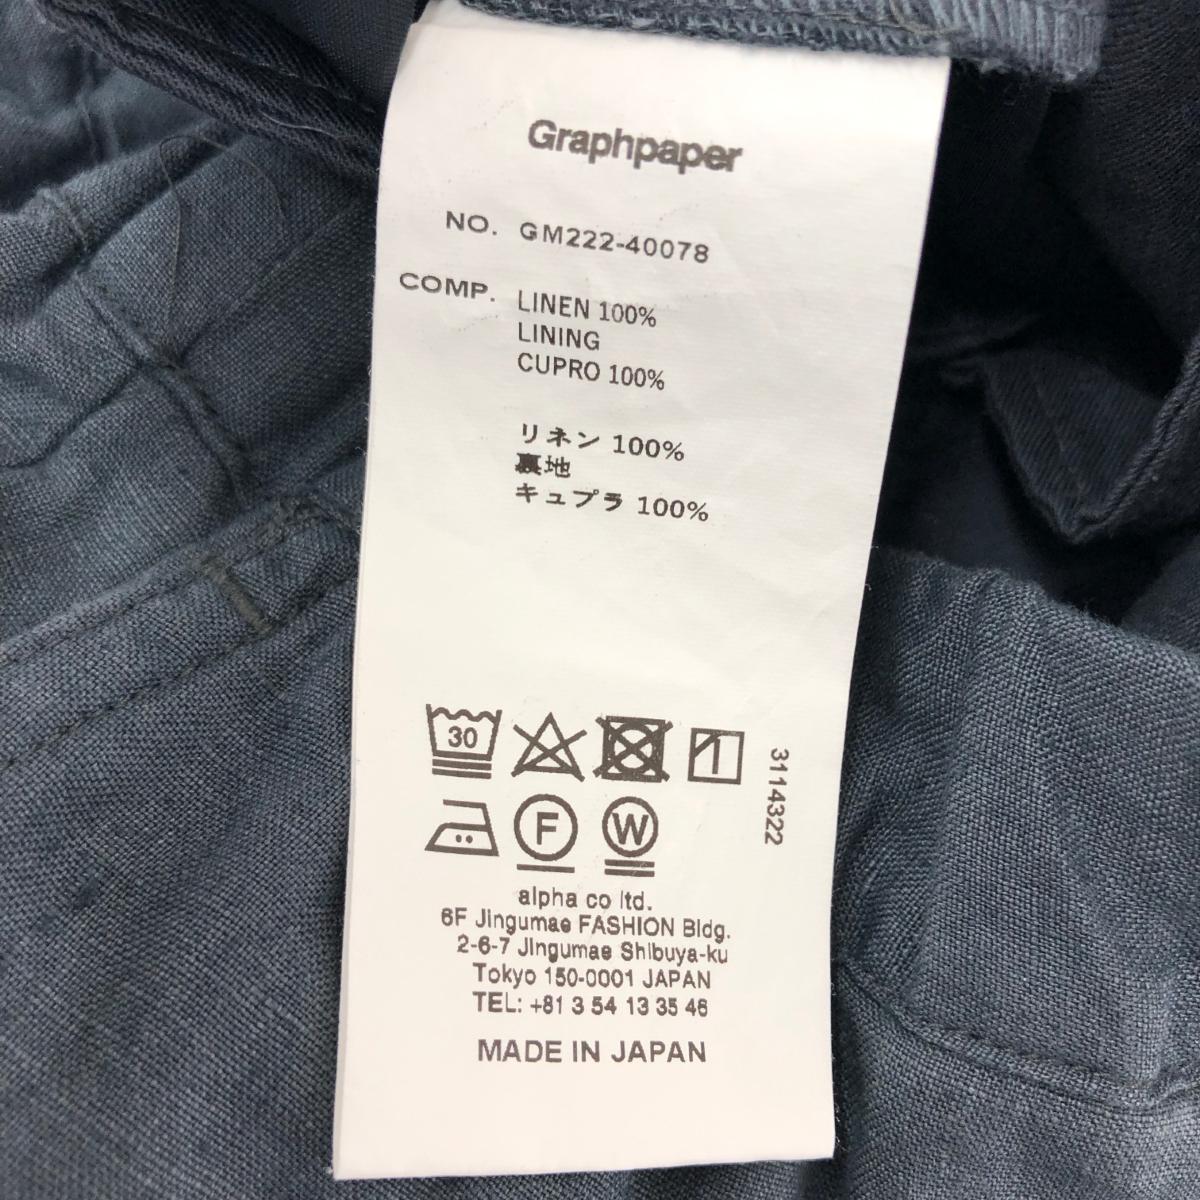 Graphpaper
NO. GM222-40078
COMP. LINEN 100%
LINING
CUPRO 100%
リネン 100%
裏地
キュプラ 100%
30
3114322
F W
alpha co ltd.
6F Jingumae FASHION Bldg.
2-6-7 Jingumae Shibuya-ku
Tokyo 150-0001 JAPAN
TEL: +81 3 54 13 35 46
MADE IN JAPAN